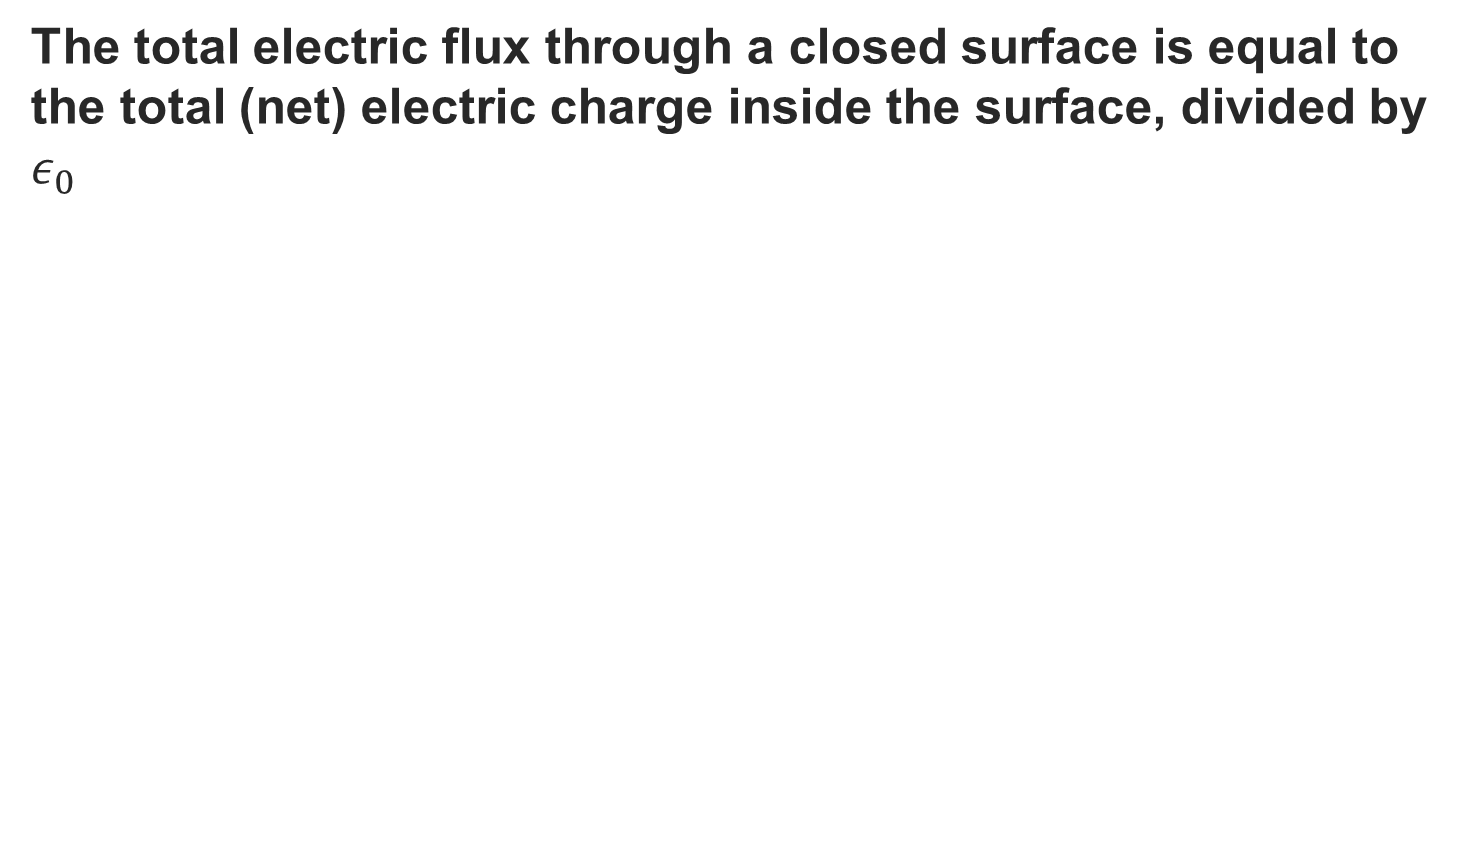 The total electric flux through a closed surface is equal to
the total (net) electric charge inside the surface, divided by
ϵ₀